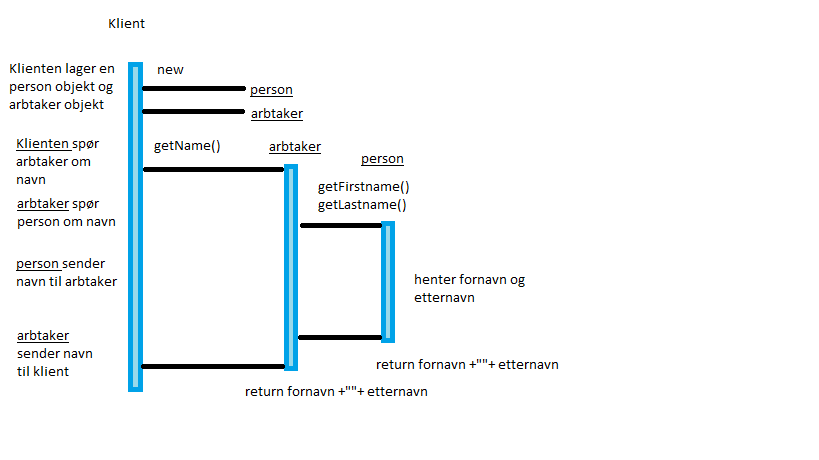 Klient
Klienten lager en
person objekt og
arbtaker objekt
new
person
arbtaker
Klienten spør
arbtaker om
navn
getName()
arbtaker
person
getFirstname()
getLastname()
arbtaker spør
person om navn
person sender
navn til arbtaker
henter fornavn og
etternavn
arbtaker
sender navn
til klient
return fornavn +""+ etternavn
return fornavn +""+ etternavn